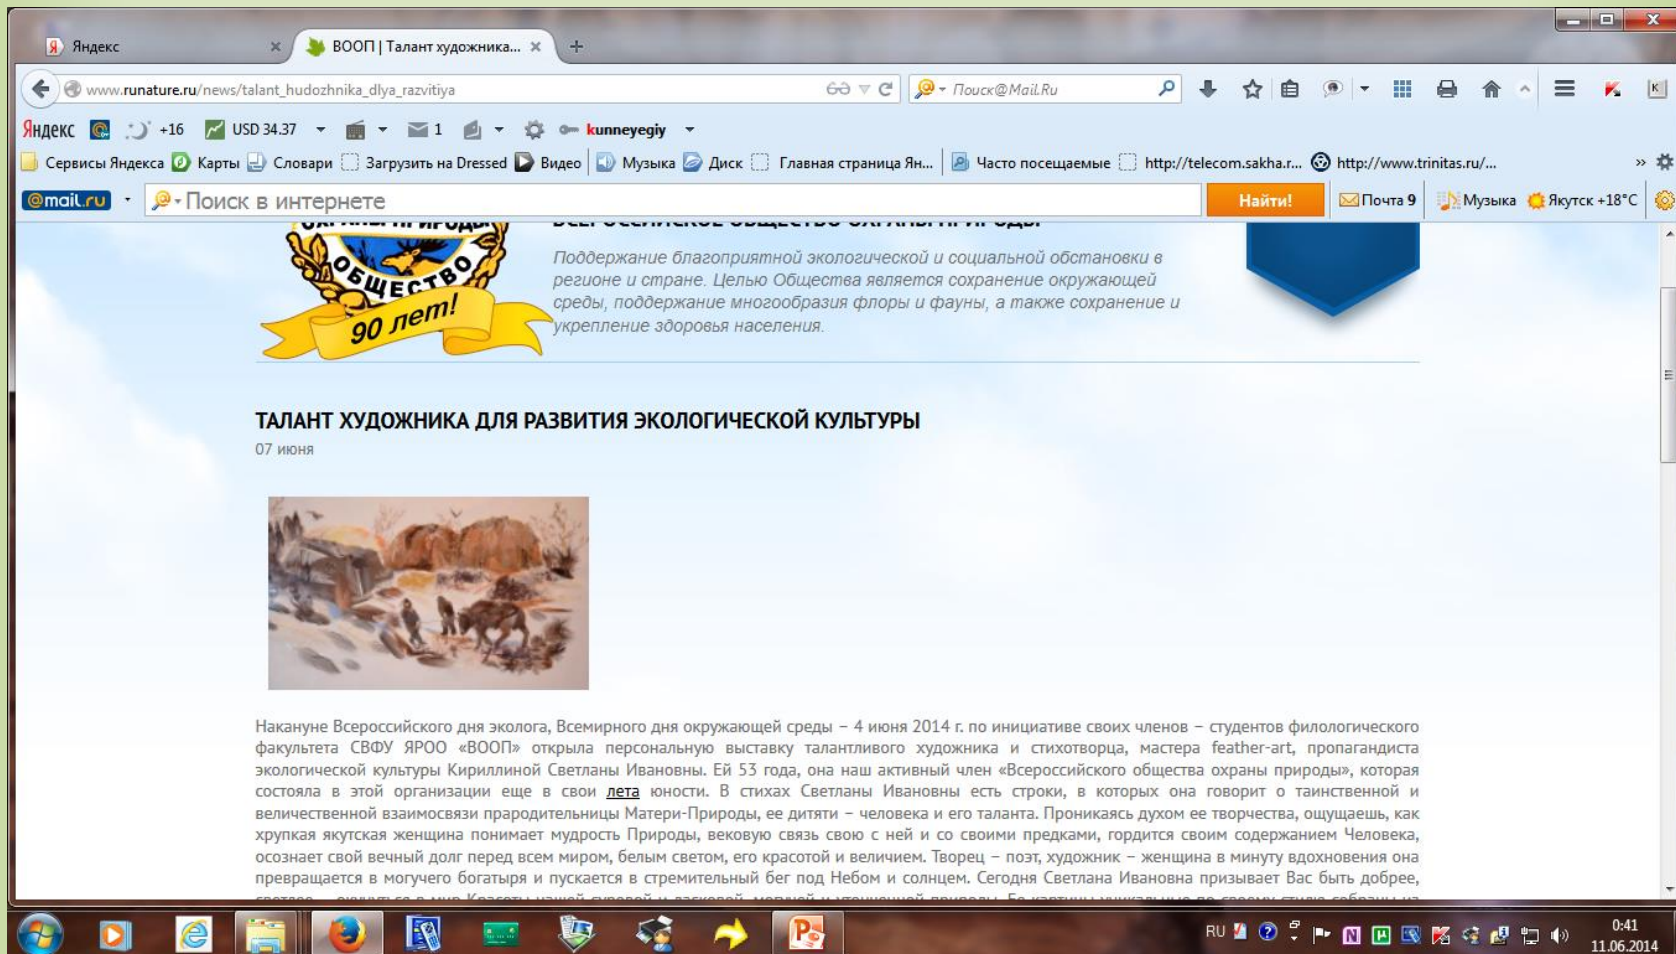 Яндекс
ВООП | Талант художника...
www.runature.ru/news/talant_hudozhnika_dlya_razvitiya
Поиск@Mail.Ru
Яндекс +16 USD 34.37 1 kunneyegiy
Сервисы Яндекса Карты Словари Загрузить на Dressed Видео Музыка Диск Главная страница Ян... Часто посещаемые http://telecom.sakha.r... http://www.trinitas.ru/... »
@mail.ru Поиск в интернете Найти! Почта 9 Музыка Якутск +18°C
ОХРАНЫ ПРИРОДЫ
ОБЩЕСТВО
90 лет!
ВСЕРОССИЙСКОЕ ОБЩЕСТВО ОХРАНЫ ПРИРОДЫ
Поддержание благоприятной экологической и социальной обстановки в
регионе и стране. Целью Общества является сохранение окружающей
среды, поддержание многообразия флоры и фауны, а также сохранение и
укрепление здоровья населения.
ТАЛАНТ ХУДОЖНИКА ДЛЯ РАЗВИТИЯ ЭКОЛОГИЧЕСКОЙ КУЛЬТУРЫ
07 июня
Накануне Всероссийского дня эколога, Всемирного дня окружающей среды – 4 июня 2014 г. по инициативе своих членов – студентов филологического
факультета СВФУ ЯРОО «ВООП» открыла персональную выставку талантливого художника и стихотворца, мастера feather-art, пропагандиста
экологической культуры Кириллиной Светланы Ивановны. Ей 53 года, она наш активный член «Всероссийского общества охраны природы», которая
состояла в этой организации еще в свои лета юности. В стихах Светланы Ивановны есть строки, в которых она говорит о таинственной и
величественной взаимосвязи прародительницы Матери-Природы, ее дитяти – человека и его таланта. Проникаясь духом ее творчества, ощущаешь, как
хрупкая якутская женщина понимает мудрость Природы, вековую связь свою с ней и со своими предками, гордится своим содержанием Человека,
осознает свой вечный долг перед всем миром, белым светом, его красотой и величием. Творец – поэт, художник – женщина в минуту вдохновения она
превращается в могучего богатыря и пускается в стремительный бег под Небом и солнцем. Сегодня Светлана Ивановна призывает Вас быть добрее,
RU
0:41
11.06.2014